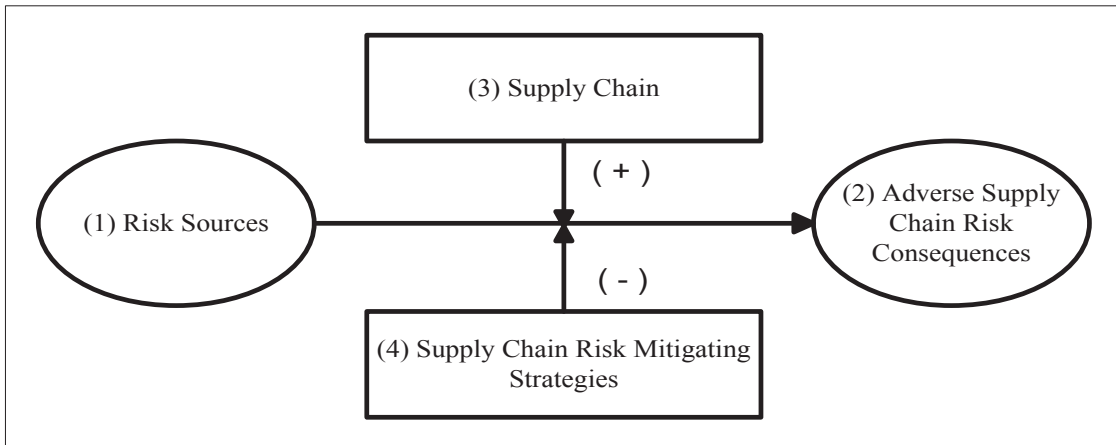 (3) Supply Chain
( + )
(1) Risk Sources
(2) Adverse Supply
Chain Risk
Consequences
( - )
(4) Supply Chain Risk Mitigating
Strategies